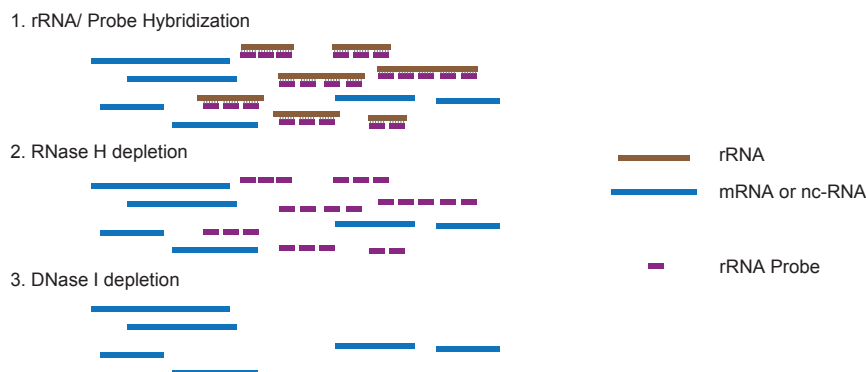 1. rRNA/ Probe Hybridization
2. RNase H depletion
rRNA
mRNA or nc-RNA
rRNA Probe
3. DNase I depletion